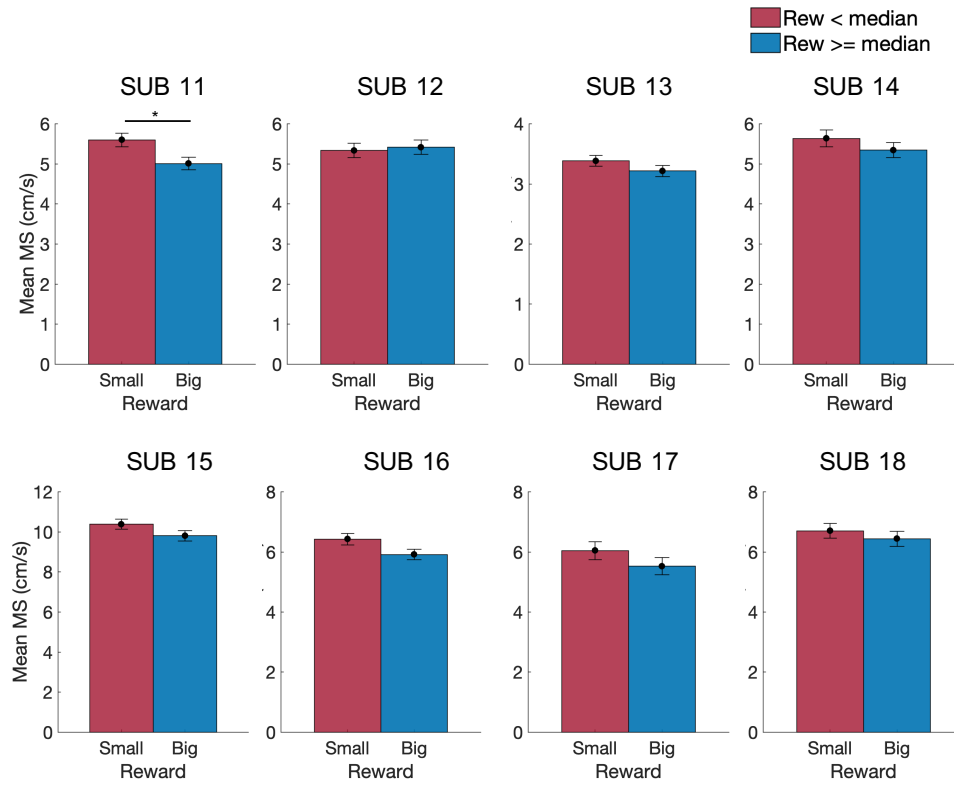 Rew < median
Rew >= median
SUB 11
SUB 12
SUB 13
SUB 14
*
Mean MS (cm/s)
6
5
4
3
2
1
0
Small Big
Reward
6
5
4
3
2
1
0
Small Big
Reward
4
3
2
1
0
Small Big
Reward
6
5
4
3
2
1
0
Small Big
Reward
SUB 15
SUB 16
SUB 17
SUB 18
Mean MS (cm/s)
12
10
8
6
4
2
0
Small Big
Reward
8
6
4
2
0
Small Big
Reward
8
6
4
2
0
Small Big
Reward
8
6
4
2
0
Small Big
Reward